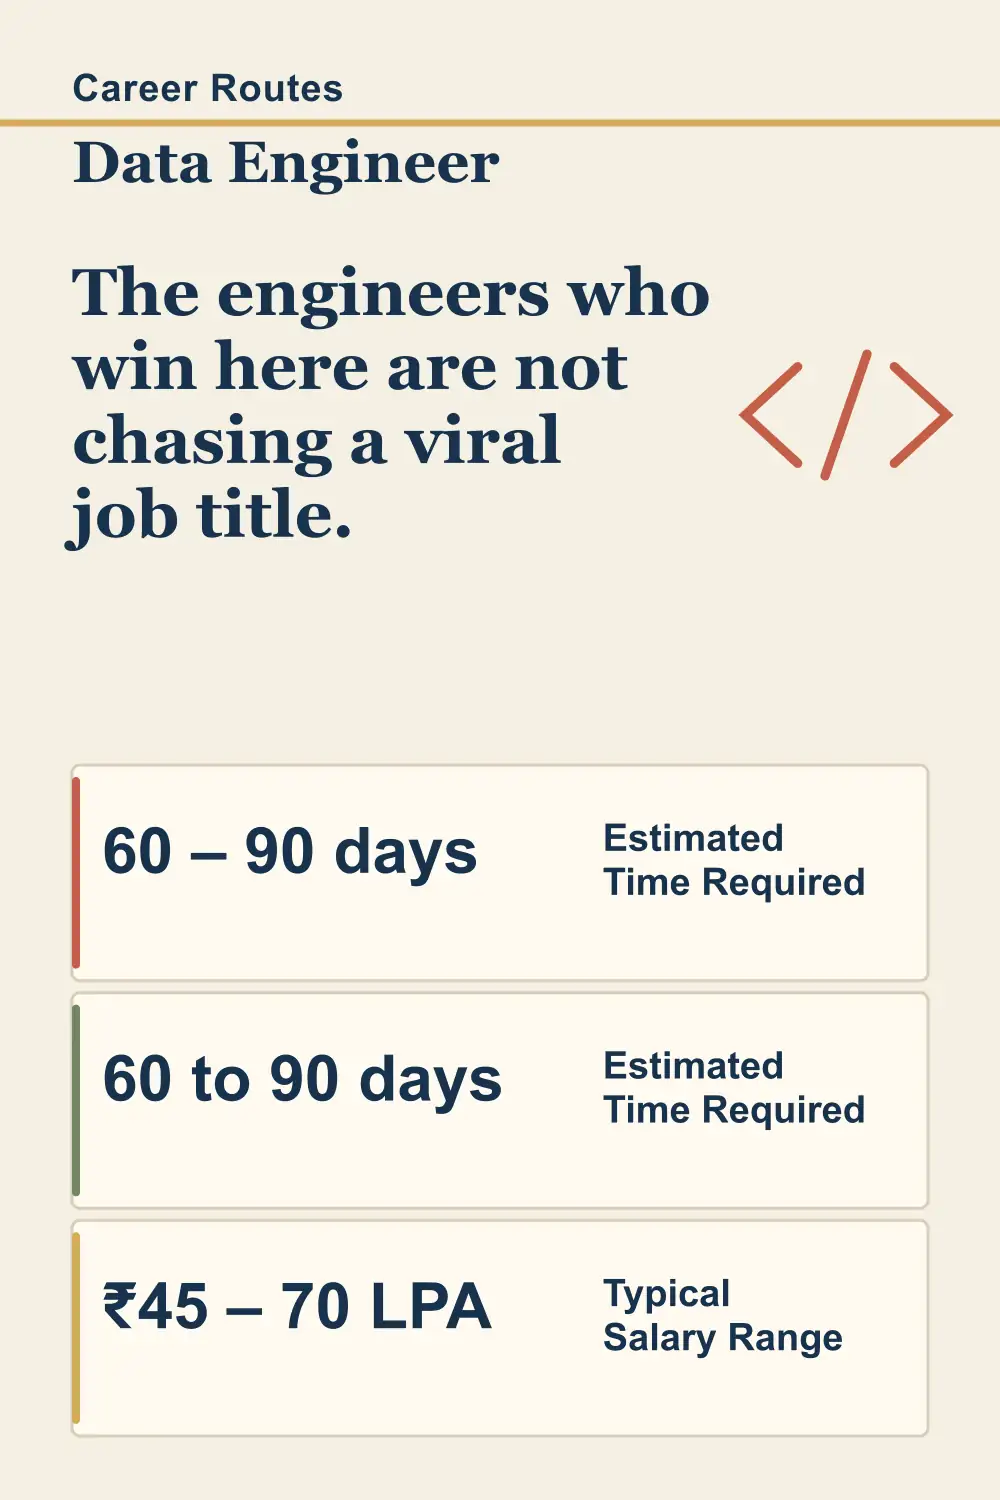 Career Routes
Data Engineer
The engineers who
win here are not
chasing a viral
job title.
60 – 90 days
Estimated
Time Required
60 to 90 days
Estimated
Time Required
₹45 – 70 LPA
Typical
Salary Range